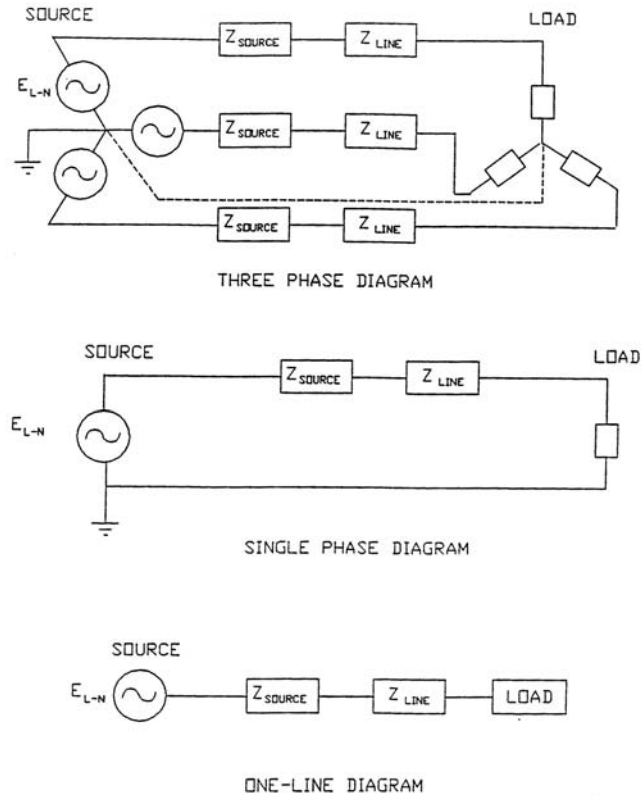 SOURCE
LOAD
Z SOURCE
Z LINE
E L-N
Z SOURCE
Z LINE
Z SOURCE
Z LINE
THREE PHASE DIAGRAM
SOURCE
LOAD
Z SOURCE
Z LINE
E L-N
SINGLE PHASE DIAGRAM
SOURCE
E L-N
Z SOURCE
Z LINE
LOAD
ONE-LINE DIAGRAM